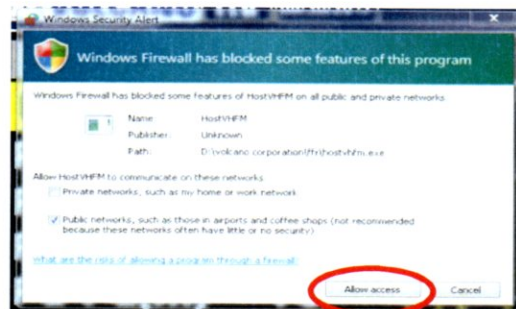 Windows Security Alert
Windows Firewall has blocked some features of this program
Windows Firewall has blocked some features of HostVHFM on all public and private networks.
Name: HostVHFM
Publisher: Unknown
Path: D:\volcano corporation\ffr\hostvhfm.exe
Allow HostVHFM to communicate on these networks:
Private networks, such as my home or work network
Public networks, such as those in airports and coffee shops (not recommended
because these networks often have little or no security)
What are the risks of allowing a program through a firewall?
Allow access
Cancel